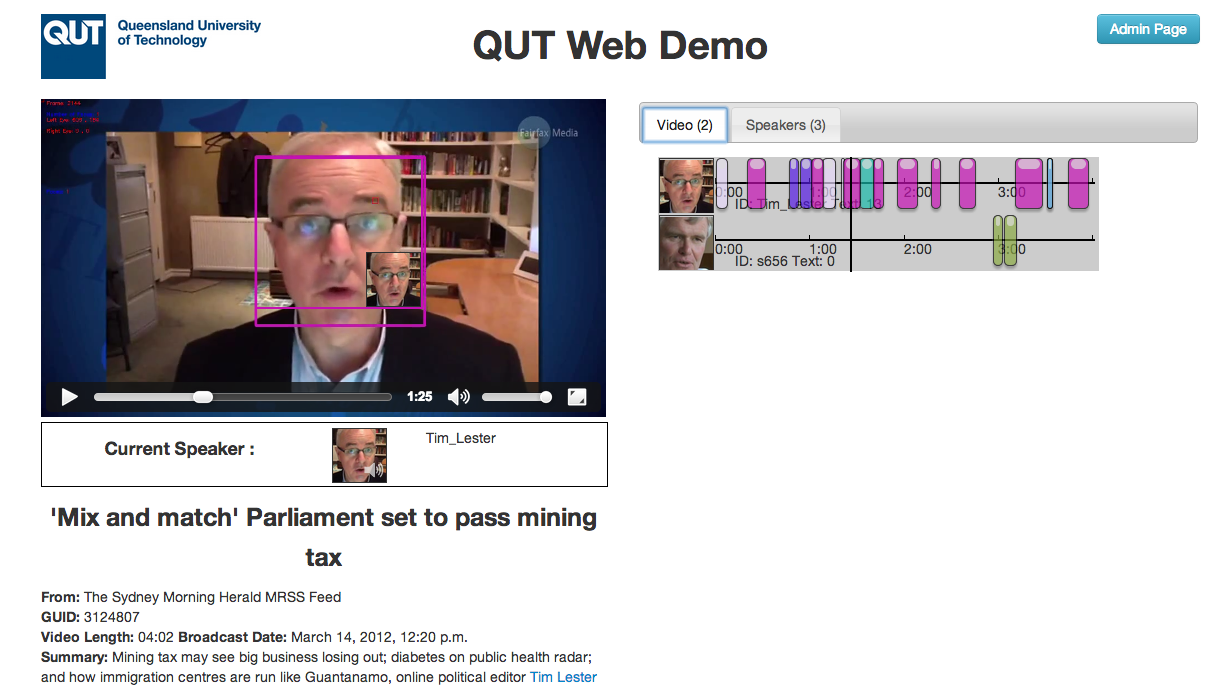 QUT
Queensland University
of Technology
QUT Web Demo
Admin Page
Fairfax Media
1:25
Current Speaker :
Tim_Lester
'Mix and match' Parliament set to pass mining
tax
From: The Sydney Morning Herald MRSS Feed
GUID: 3124807
Video Length: 04:02 Broadcast Date: March 14, 2012, 12:20 p.m.
Summary: Mining tax may see big business losing out; diabetes on public health radar;
and how immigration centres are run like Guantanamo, online political editor Tim Lester
Video (2)
Speakers (3)
0:00 1:00 2:00 3:00
ID: Tim_Lester Text: 13
0:00 1:00 2:00 3:00
ID: s656 Text: 0